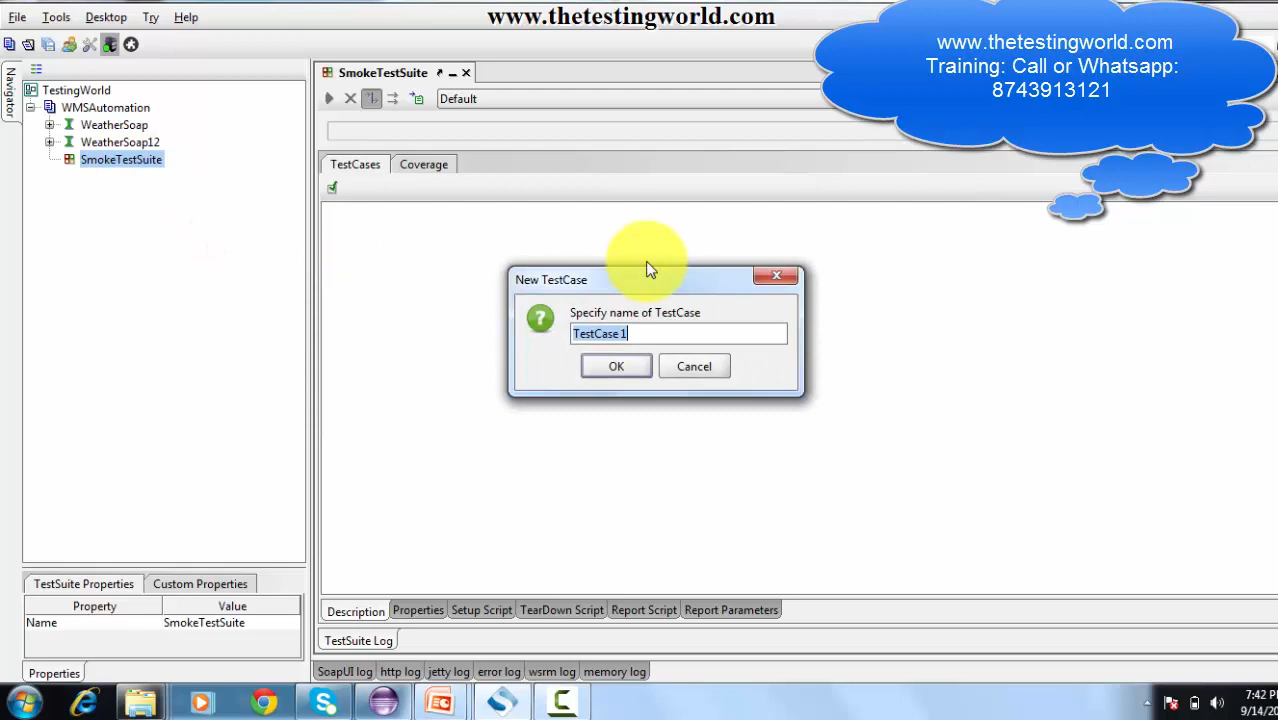 www.thetestingworld.com
File Tools Desktop Try Help
www.thetestingworld.com
Training: Call or Whatsapp:
8743913121
Navigator
TestingWorld
WMSAutomation
WeatherSoap
WeatherSoap12
SmokeTestSuite
SmokeTestSuite
Default
TestCases Coverage
New TestCase
Specify name of TestCase
TestCase 1
OK Cancel
TestSuite Properties Custom Properties
Property Value
Name SmokeTestSuite
Properties
Description Properties Setup Script TearDown Script Report Script Report Parameters
TestSuite Log
SoapUI log http log jetty log error log wsrm log memory log
7:42 PM